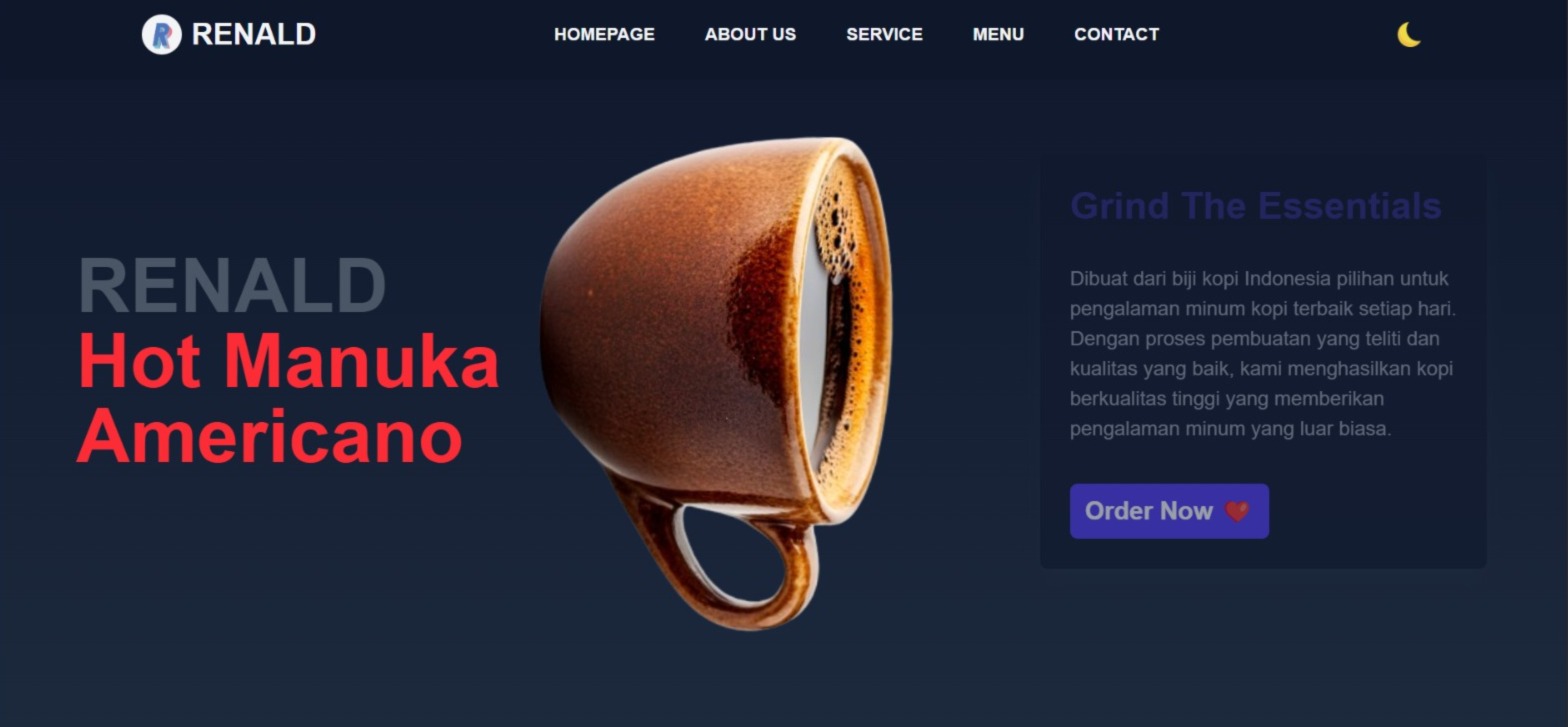 RENALD
HOMEPAGE
ABOUT US
SERVICE
MENU
CONTACT
RENALD
Hot Manuka
Americano
Grind The Essentials
Dibuat dari biji kopi Indonesia pilihan untuk
pengalaman minum kopi terbaik setiap hari.
Dengan proses pembuatan yang teliti dan
kualitas yang baik, kami menghasilkan kopi
berkualitas tinggi yang memberikan
pengalaman minum yang luar biasa.
Order Now ❤️